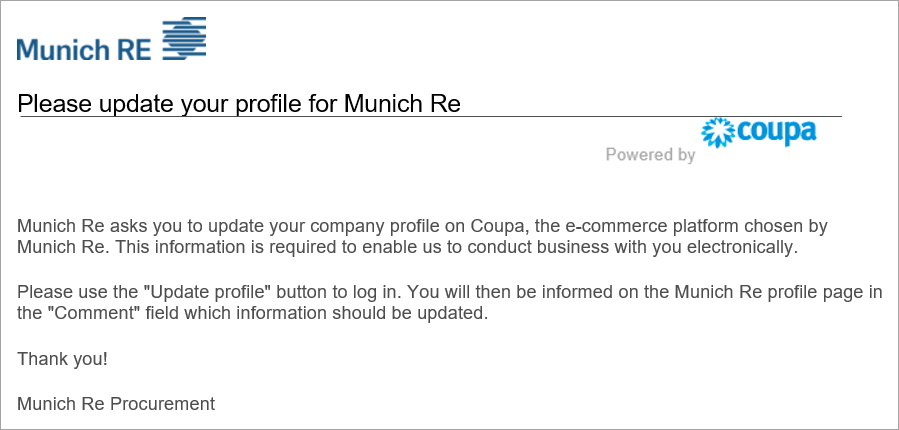 Munich RE
Please update your profile for Munich Re
coupa
Powered by
Munich Re asks you to update your company profile on Coupa, the e-commerce platform chosen by
Munich Re. This information is required to enable us to conduct business with you electronically.
Please use the "Update profile" button to log in. You will then be informed on the Munich Re profile page in
the "Comment" field which information should be updated.
Thank you!
Munich Re Procurement